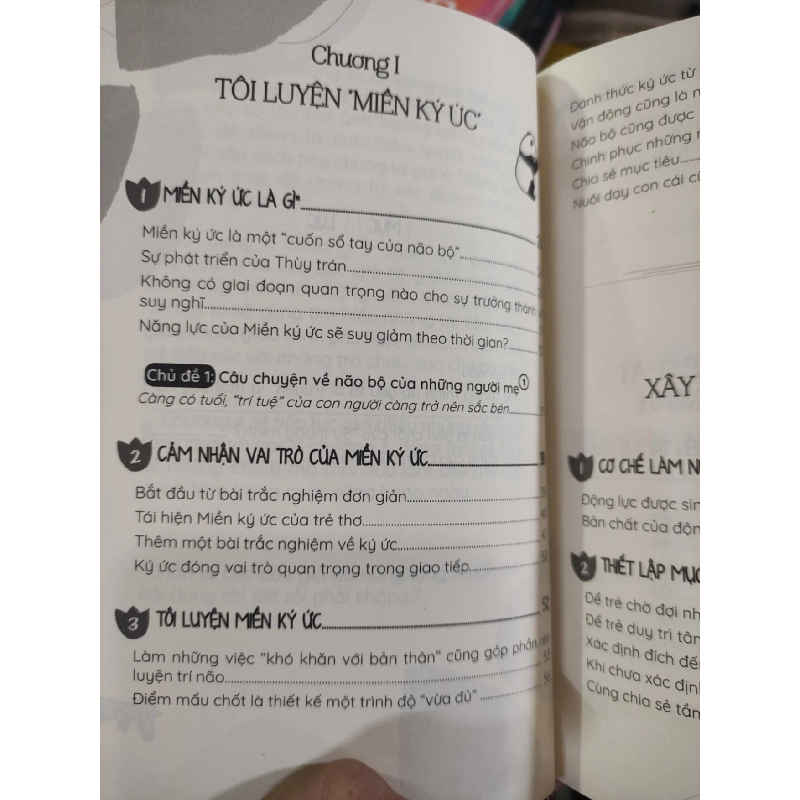 Chương I
TÔI LUYỆN "MIỀN KÝ ỨC"
1 MIỀN KÝ ỨC LÀ GÌ"
Miền ký ức là một "cuốn sổ tay của não bộ"
Sự phát triển của Thùy trán
Không có giai đoạn quan trọng nào cho sự trưởng thành
suy nghĩ
Năng lực của Miền ký ức sẽ suy giảm theo thời gian?
Chủ đề 1: Câu chuyện về não bộ của những người mẹ 1
Càng có tuổi, "trí tuệ" của con người càng trở nên sắc bén
2 CẢM NHẬN VAI TRÒ CỦA MIỀN KÝ ỨC
Bắt đầu từ bài trắc nghiệm đơn giản
Tái hiện Miền ký ức của trẻ thơ
Thêm một bài trắc nghiệm về ký ức
Ký ức đóng vai trò quan trọng trong giao tiếp
3 TÔI LUYỆN MIỀN KÝ ỨC 52
Làm những việc "khó khăn với bản thân" cũng góp phần rèn
luyện trí não
Điểm mấu chốt là thiết kế một trình độ "vừa đủ"
Đánh thức ký ức từ
Vận động cũng là
Não bộ cũng được
Chinh phục những
Chia sẻ mục tiêu
Nuôi dạy con cái
XÂY
1 CƠ CHẾ LÀM
Động lực được
Bản chất của
2 THIẾT LẬP
Để trẻ chờ đợi
Để trẻ duy trì
Xác định đích
Khi chưa xác
Cùng chia sẻ